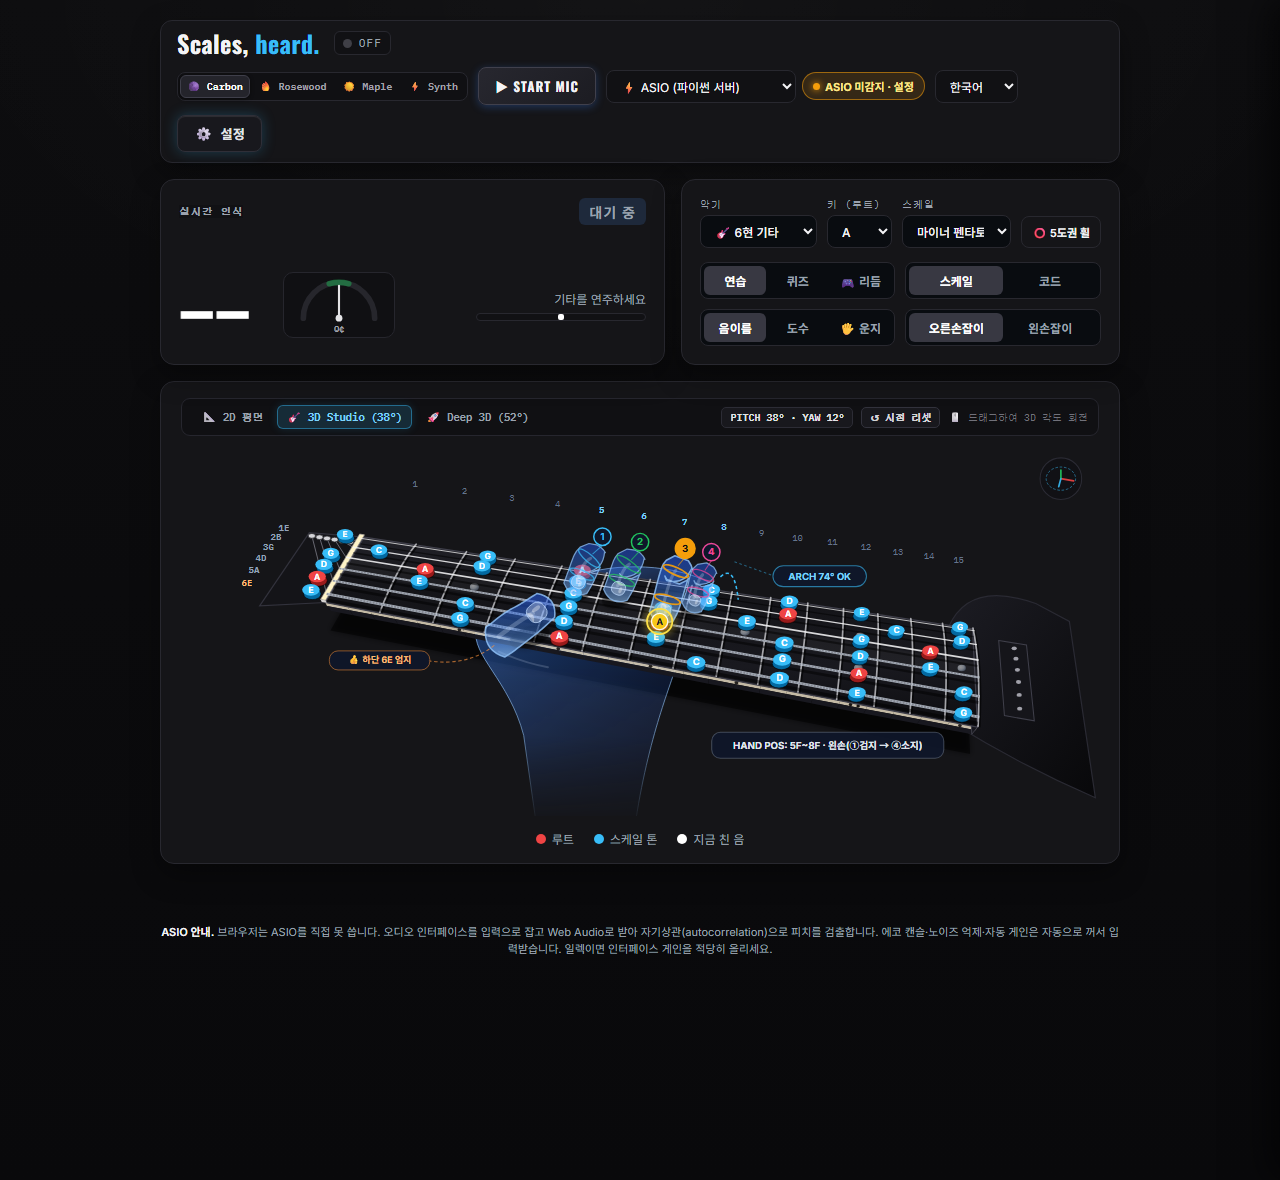 Scales, heard. OFF
Carbon Rosewood Maple Synth ▶ START MIC ASIO (파이썬 서버) ASIO 미감지 · 설정 한국어
설정
실시간 인식 대기 중
0¢
기타를 연주하세요
악기 키 (루트) 스케일
6현 기타 A 마이너 펜타토 5도권 휠
연습 퀴즈 리듬 스케일 코드
음이름 도수 운지 오른손잡이 왼손잡이
2D 평면 3D Studio (38°) Deep 3D (52°) PITCH 38° · YAW 12° ↺ 시점 리셋 드래그하여 3D 각도 회전
1 2 3 4 5 6 7 8 9 10 11 12 13 14 15
1E
2B
3G
4D
5A
6E
1 2 3 4
ARCH 74° OK
E C G D A E C G
G D A E
A C G D A
A E
C G
D A E C G D A E C G D A E C G D A E C G
하단 6E 엄지
HAND POS: 5F~8F · 왼손(①검지 → ④소지)
루트 스케일 톤 지금 친 음
ASIO 안내. 브라우저는 ASIO를 직접 못 씁니다. 오디오 인터페이스를 입력으로 잡고 Web Audio로 받아 자기상관(autocorrelation)으로 피치를 검출합니다. 에코 캔슬·노이즈 억제·자동 게인은 자동으로 꺼서 입
력받습니다. 일렉이면 인터페이스 게인을 적당히 올리세요.